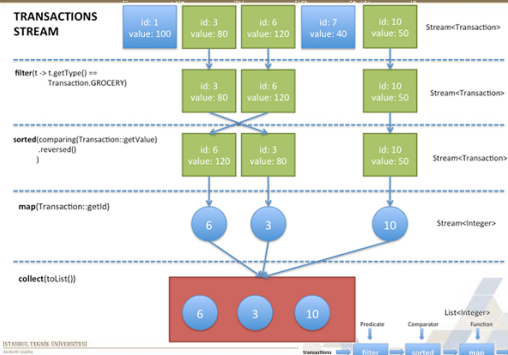 TRANSACTIONS
STREAM
id: 1
value: 100
id: 3
value: 80
id: 6
value: 120
id: 7
value: 40
id: 10
value: 50
Stream<Transaction>
filter(t -> t.getType() ==
Transaction.GROCERY)
id: 3
value: 80
id: 6
value: 120
id: 10
value: 50
Stream<Transaction>
sorted(comparing(Transaction::getValue)
.reversed()
)
id: 6
value: 120
id: 3
value: 80
id: 10
value: 50
Stream<Transaction>
map(Transaction::getId)
6
3
10
Stream<Integer>
collect(toList())
6
3
10
List<Integer>
Predicate
Comparator
Function
İSTANBUL TEKNİK ÜNİVERSİTESİ
transactions
filter
sorted
map